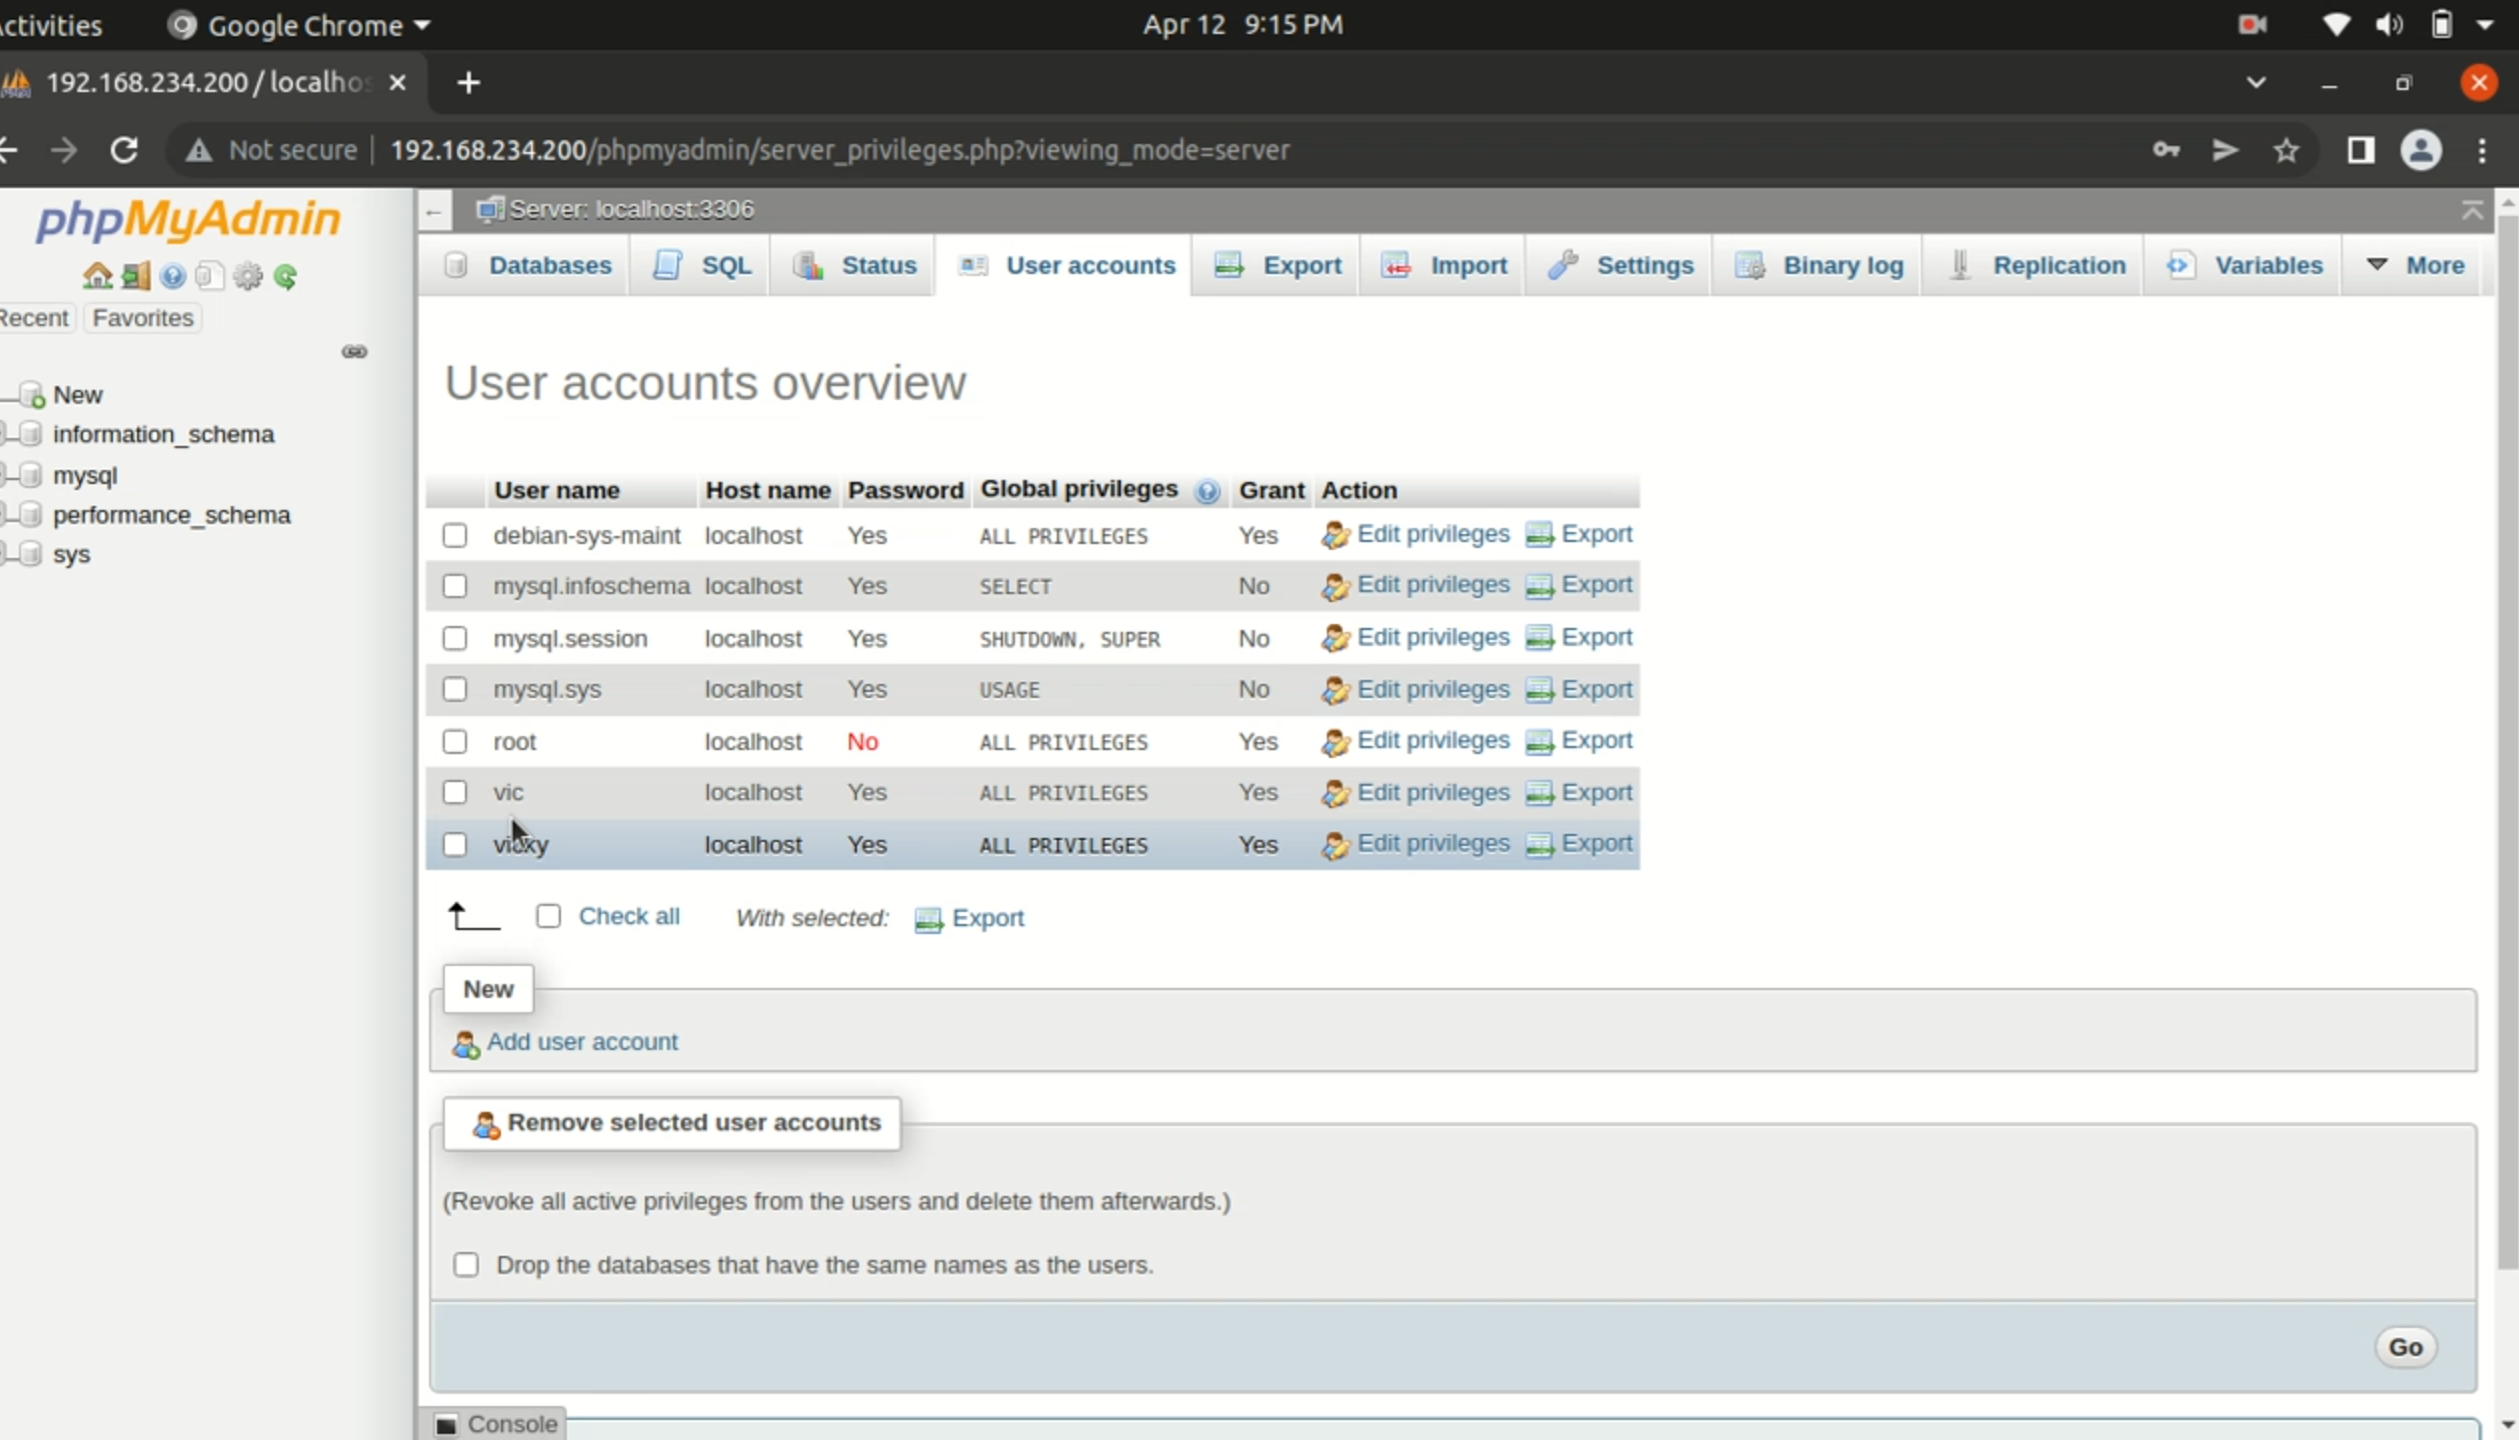 ctivities Google Chrome Apr 12 9:15 PM
192.168.234.200 / localhos
Not secure 192.168.234.200/phpmyadmin/server_privileges.php?viewing_mode=server
phpMyAdmin
Recent Favorites
New
information_schema
mysql
performance_schema
sys
Server: localhost:3306
Databases SQL Status User accounts Export Import Settings Binary log Replication Variables More
User accounts overview
User name Host name Password Global privileges Grant Action
debian-sys-maint localhost Yes ALL PRIVILEGES Yes Edit privileges Export
mysql.infoschema localhost Yes SELECT No Edit privileges Export
mysql.session localhost Yes SHUTDOWN, SUPER No Edit privileges Export
mysql.sys localhost Yes USAGE No Edit privileges Export
root localhost No ALL PRIVILEGES Yes Edit privileges Export
vic localhost Yes ALL PRIVILEGES Yes Edit privileges Export
vicky localhost Yes ALL PRIVILEGES Yes Edit privileges Export
Check all With selected: Export
New
Add user account
Remove selected user accounts
(Revoke all active privileges from the users and delete them afterwards.)
Drop the databases that have the same names as the users.
Go
Console